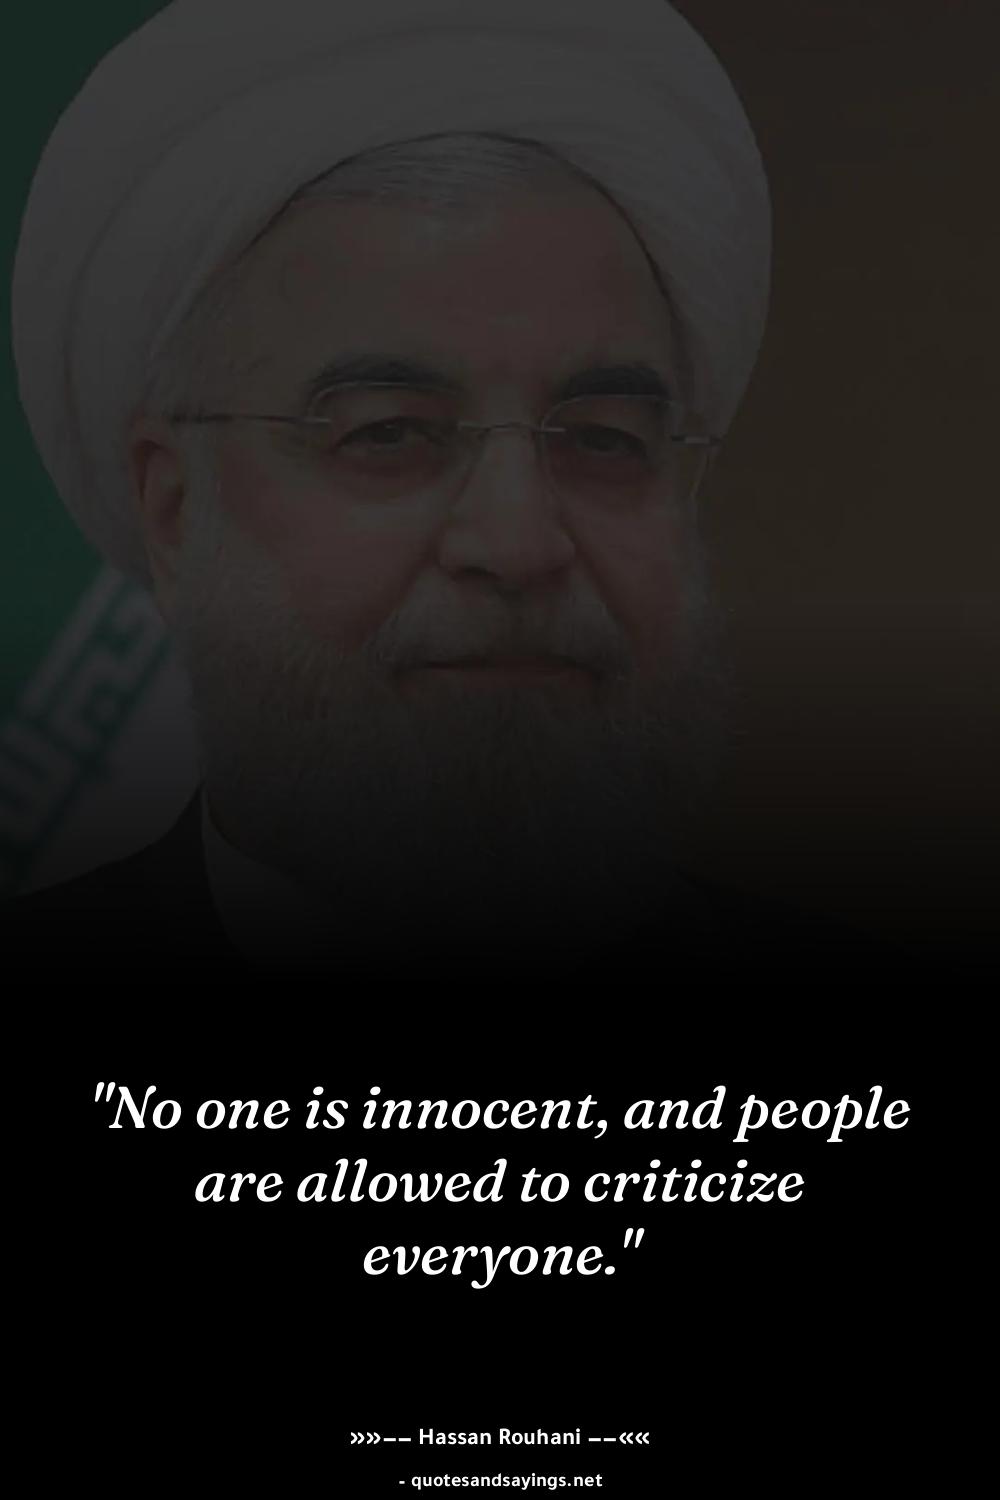 "No one is innocent, and people
are allowed to criticize
everyone."
»»−− Hassan Rouhani −−««
- quotesandsayings.net